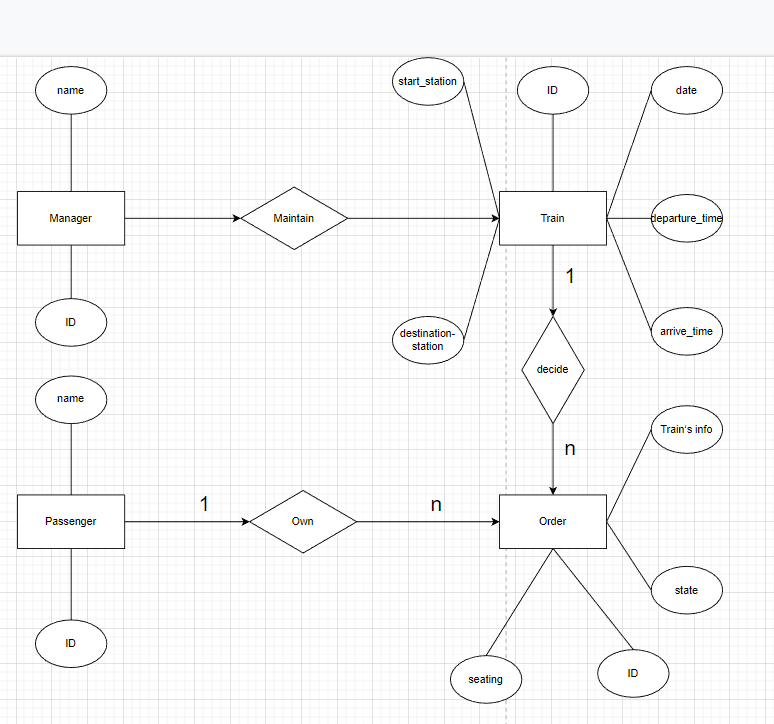 start_station
ID
date
name
Manager
Maintain
Train
departure_time
1
ID
destination-
station
arrive_time
decide
name
n
Train's info
Passenger
1
Own
n
Order
state
ID
seating
ID